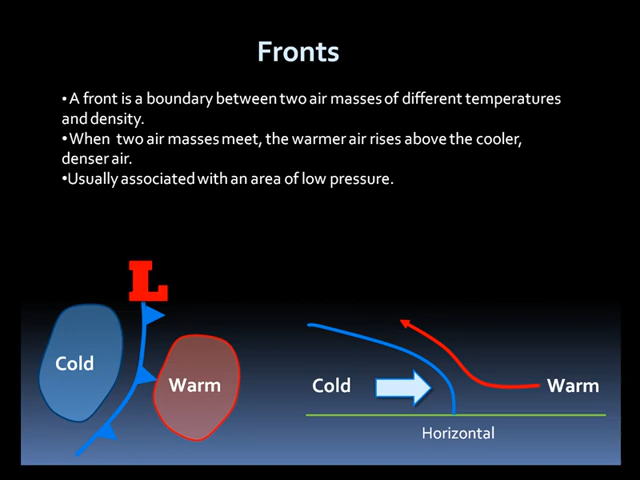 Fronts
• A front is a boundary between two air masses of different temperatures
and density.
•When two air masses meet, the warmer air rises above the cooler,
denser air.
•Usually associated with an area of low pressure.
L
Cold
Warm
Cold
Warm
Horizontal